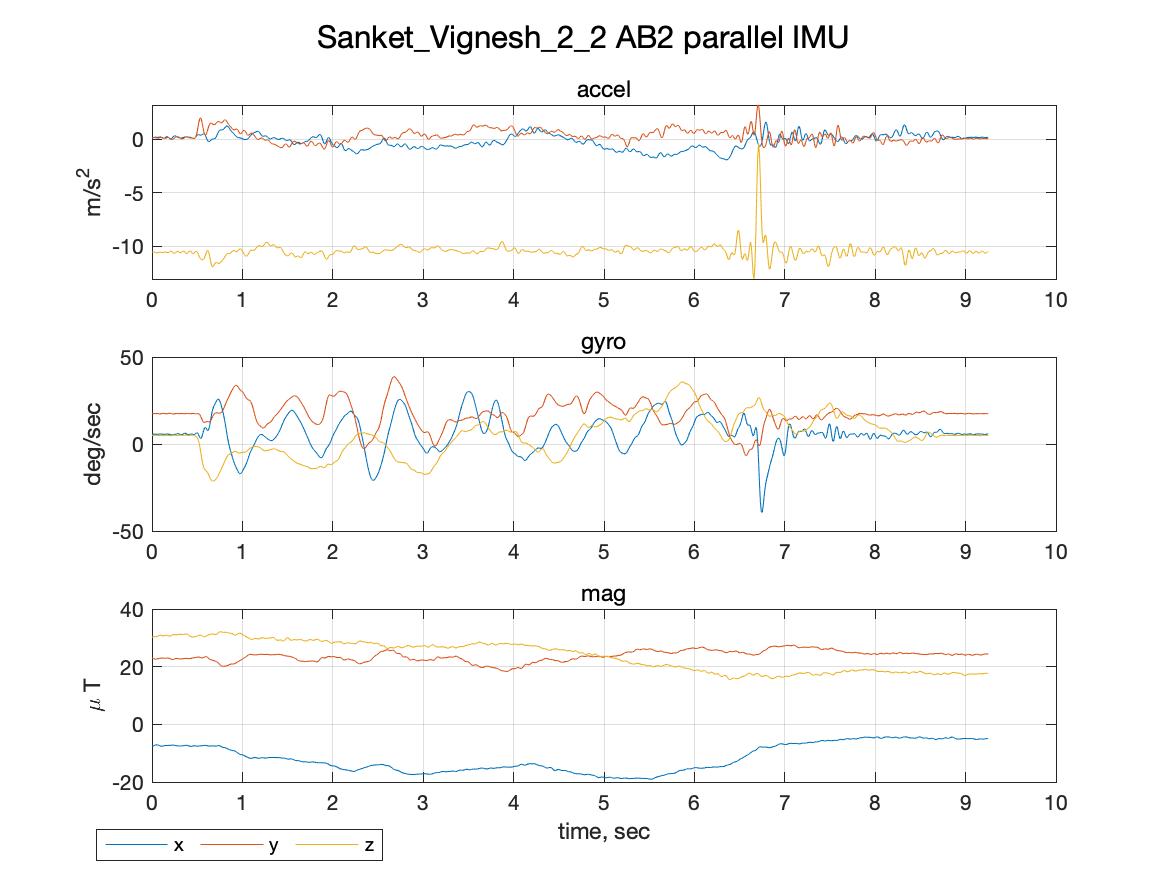 Sanket_Vignesh_2_2 AB2 parallel IMU
accel
m/s²
0
-5
-10
0 1 2 3 4 5 6 7 8 9 10
gyro
deg/sec
50
0
-50
0 1 2 3 4 5 6 7 8 9 10
mag
μ T
40
20
0
-20
0 1 2 3 4 5 6 7 8 9 10
time, sec
x y z